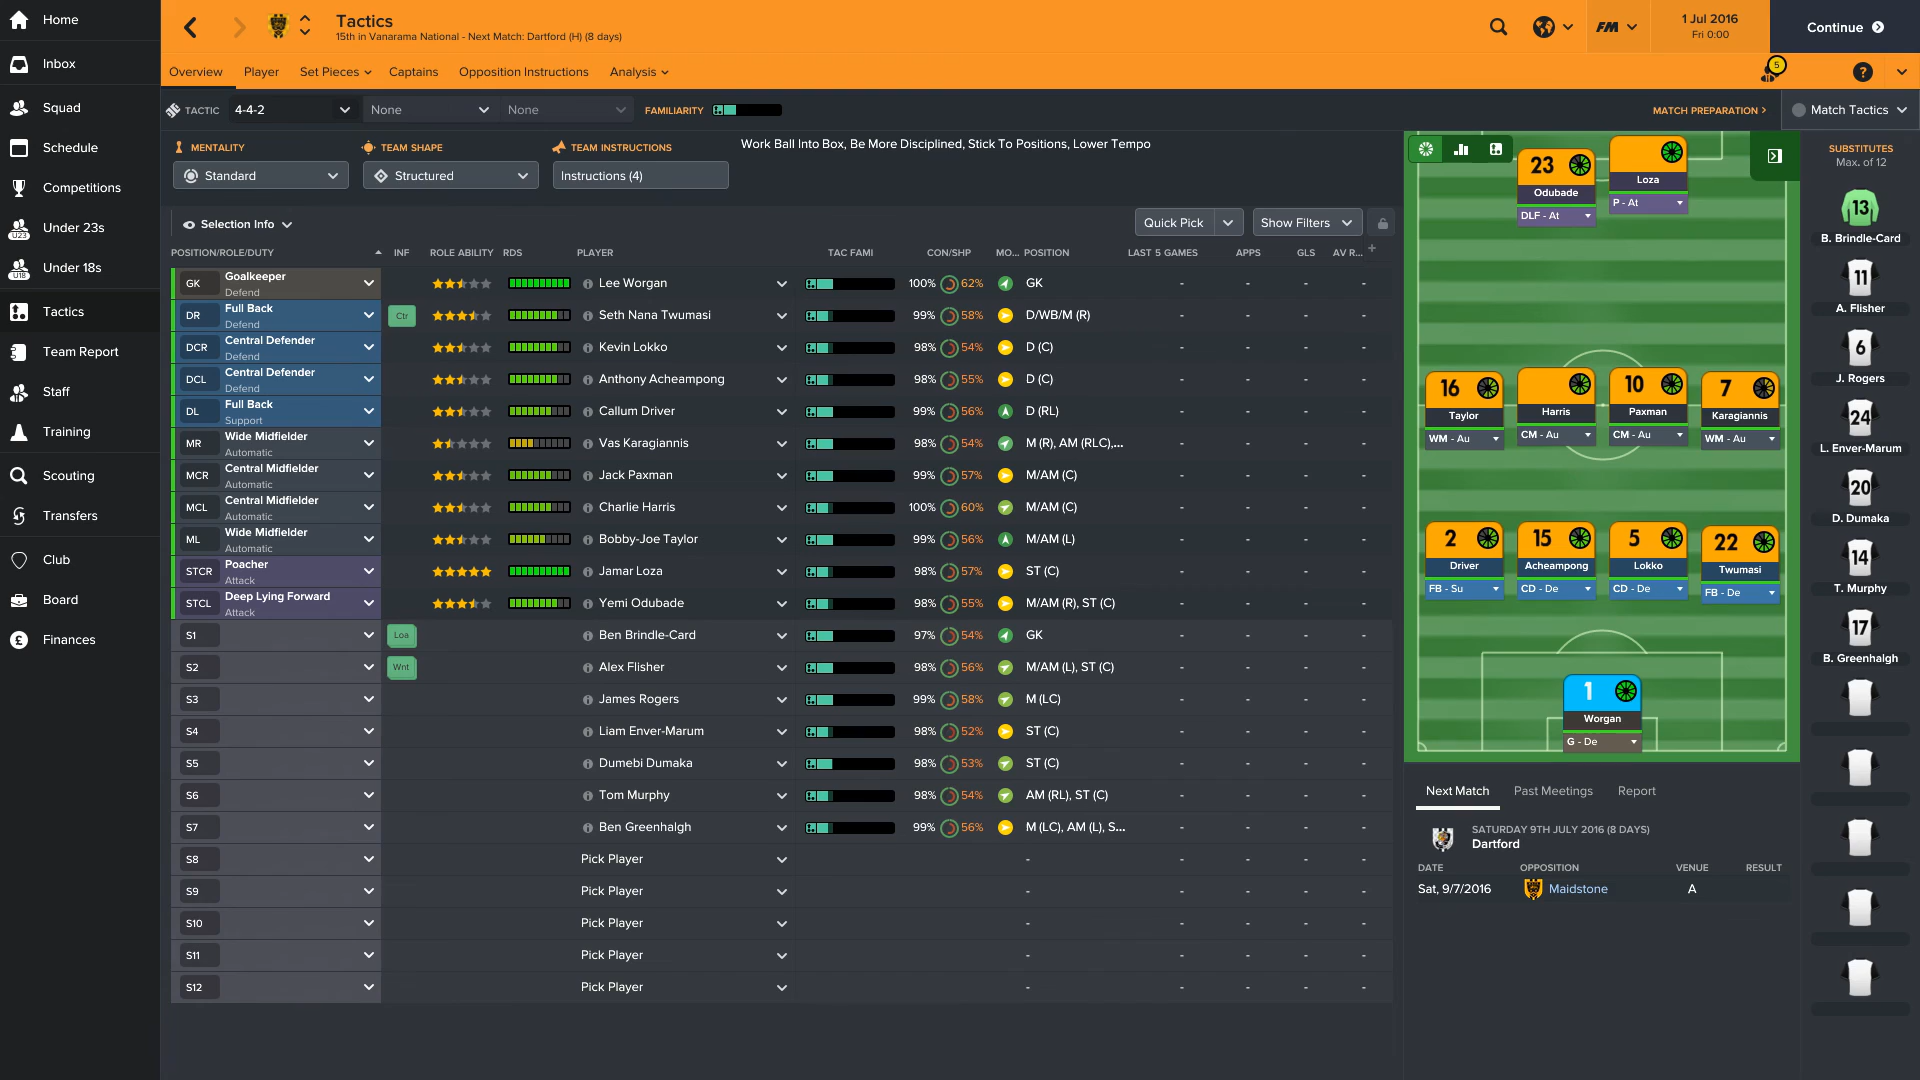 Home
Inbox
Squad
Schedule
Competitions
Under 23s
U23
Under 18s
U18
Tactics
Team Report
Staff
Training
Scouting
Transfers
Club
Board
Finances
Tactics
15th in Vanarama National - Next Match: Dartford (H) (8 days)
FM
1 Jul 2016
Fri 0:00
Continue
Overview Player Set Pieces Captains Opposition Instructions Analysis
5
?
TACTIC 4-4-2 None None FAMILIARITY
MATCH PREPARATION > Match Tactics
MENTALITY
Standard
TEAM SHAPE
Structured
TEAM INSTRUCTIONS
Instructions (4)
Work Ball Into Box, Be More Disciplined, Stick To Positions, Lower Tempo
Selection Info Quick Pick Show Filters
POSITION/ROLE/DUTY INF ROLE ABILITY RDS PLAYER TAC FAMI CON/SHP MO... POSITION LAST 5 GAMES APPS GLS AV R... +
GK Goalkeeper Defend Lee Worgan 100% 62% GK - - - -
DR Full Back Defend Ctr Seth Nana Twumasi 99% 58% D/WB/M (R) - - - -
DCR Central Defender Defend Kevin Lokko 98% 54% D (C) - - - -
DCL Central Defender Defend Anthony Acheampong 98% 55% D (C) - - - -
DL Full Back Support Callum Driver 99% 56% D (RL) - - - -
MR Wide Midfielder Automatic Vas Karagiannis 98% 54% M (R), AM (RLC),... - - - -
MCR Central Midfielder Automatic Jack Paxman 99% 57% M/AM (C) - - - -
MCL Central Midfielder Automatic Charlie Harris 100% 60% M/AM (C) - - - -
ML Wide Midfielder Automatic Bobby-Joe Taylor 99% 56% M/AM (L) - - - -
STCR Poacher Attack Jamar Loza 98% 57% ST (C) - - - -
STCL Deep Lying Forward Attack Yemi Odubade 98% 55% M/AM (R), ST (C) - - - -
S1 Loa Ben Brindle-Card 97% 54% GK - - - -
S2 Wnt Alex Flisher 98% 56% M/AM (L), ST (C) - - - -
S3 James Rogers 99% 58% M (LC) - - - -
S4 Liam Enver-Marum 98% 52% ST (C) - - - -
S5 Dumebi Dumaka 98% 53% ST (C) - - - -
S6 Tom Murphy 98% 54% AM (RL), ST (C) - - - -
S7 Ben Greenhalgh 99% 56% M (LC), AM (L), S... - - - -
S8 Pick Player - - - - -
S9 Pick Player - - - - -
S10 Pick Player - - - - -
S11 Pick Player - - - - -
S12 Pick Player - - - - -
23
Odubade Loza
DLF - At P - At
16 10 7
Taylor Harris Paxman Karagiannis
WM - Au CM - Au CM - Au WM - Au
2 15 5 22
Driver Acheampong Lokko Twumasi
FB - Su CD - De CD - De FB - De
1
Worgan
G - De
SUBSTITUTES
Max. of 12
13
B. Brindle-Card
11
A. Flisher
6
J. Rogers
24
L. Enver-Marum
20
D. Dumaka
14
T. Murphy
17
B. Greenhalgh
Next Match Past Meetings Report
SATURDAY 9TH JULY 2016 (8 DAYS)
Dartford
DATE OPPOSITION VENUE RESULT
Sat, 9/7/2016 Maidstone A